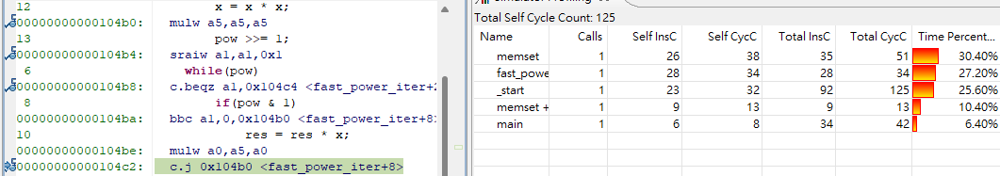 12 x = x * x;
00000000000104b0: mulw a5,a5,a5
13 pow >>= 1;
00000000000104b4: sraiw a1,a1,0x1
6 while(pow)
00000000000104b8: c.beqz a1,0x104c4 <fast_power_iter+2
8 if(pow & 1)
00000000000104ba: bbc a1,0,0x104b0 <fast_power_iter+8>
10 res = res * x;
00000000000104be: mulw a0,a5,a0
00000000000104c2: c.j 0x104b0 <fast_power_iter+8>
Total Self Cycle Count: 125
Name Calls Self InsC Self CycC Total InsC Total CycC Time Percent...
memset 1 26 38 35 51 30.40%
fast_powe 1 28 34 28 34 27.20%
_start 1 23 32 92 125 25.60%
memset + 1 9 13 9 13 10.40%
main 1 6 8 34 42 6.40%